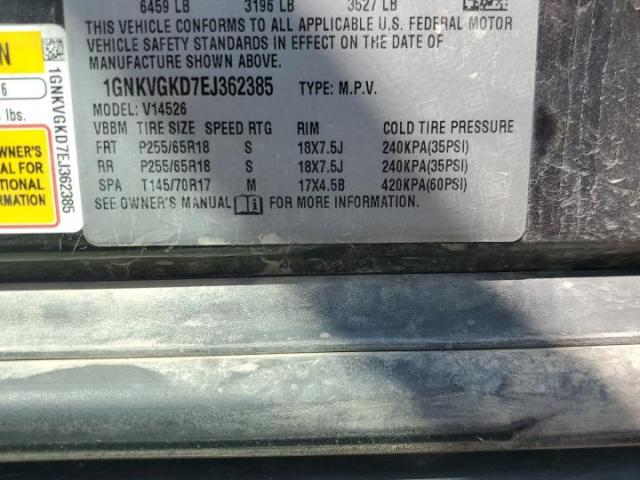 6459 LB 3196 LB 3527 LB
THIS VEHICLE CONFORMS TO ALL APPLICABLE U.S. FEDERAL MOTOR
VEHICLE SAFETY STANDARDS IN EFFECT ON THE DATE OF
MANUFACTURE SHOWN ABOVE.
1GNKVGKD7EJ362385 TYPE: M.P.V.
MODEL: V14526
VBBM TIRE SIZE SPEED RTG RIM COLD TIRE PRESSURE
FRT P255/65R18 S 18X7.5J 240KPA(35PSI)
RR P255/65R18 S 18X7.5J 240KPA(35PSI)
SPA T145/70R17 M 17X4.5B 420KPA(60PSI)
SEE OWNER'S MANUAL FOR MORE INFORMATION.
N
6
lbs.
OWNER'S
AL FOR
TIONAL
MATION
1GNKVGKD7EJ362385